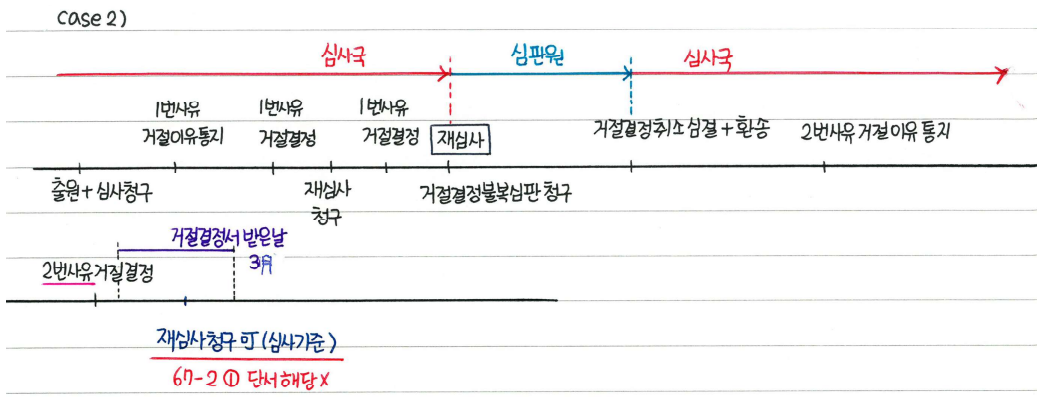 case 2)
심사국 심판원 심사국
1번사유 1번사유 1번사유
거절이유통지 거절결정 거절결정 재심사 거절결정취소심결+환송 2번사유거절이유통지
출원+심사청구 재심사 거절결정불복심판 청구
청구
거절결정서 받은날
3月
2번사유거절결정
재심사청구 可 (심사기준)
67-2 ① 단서해당 X